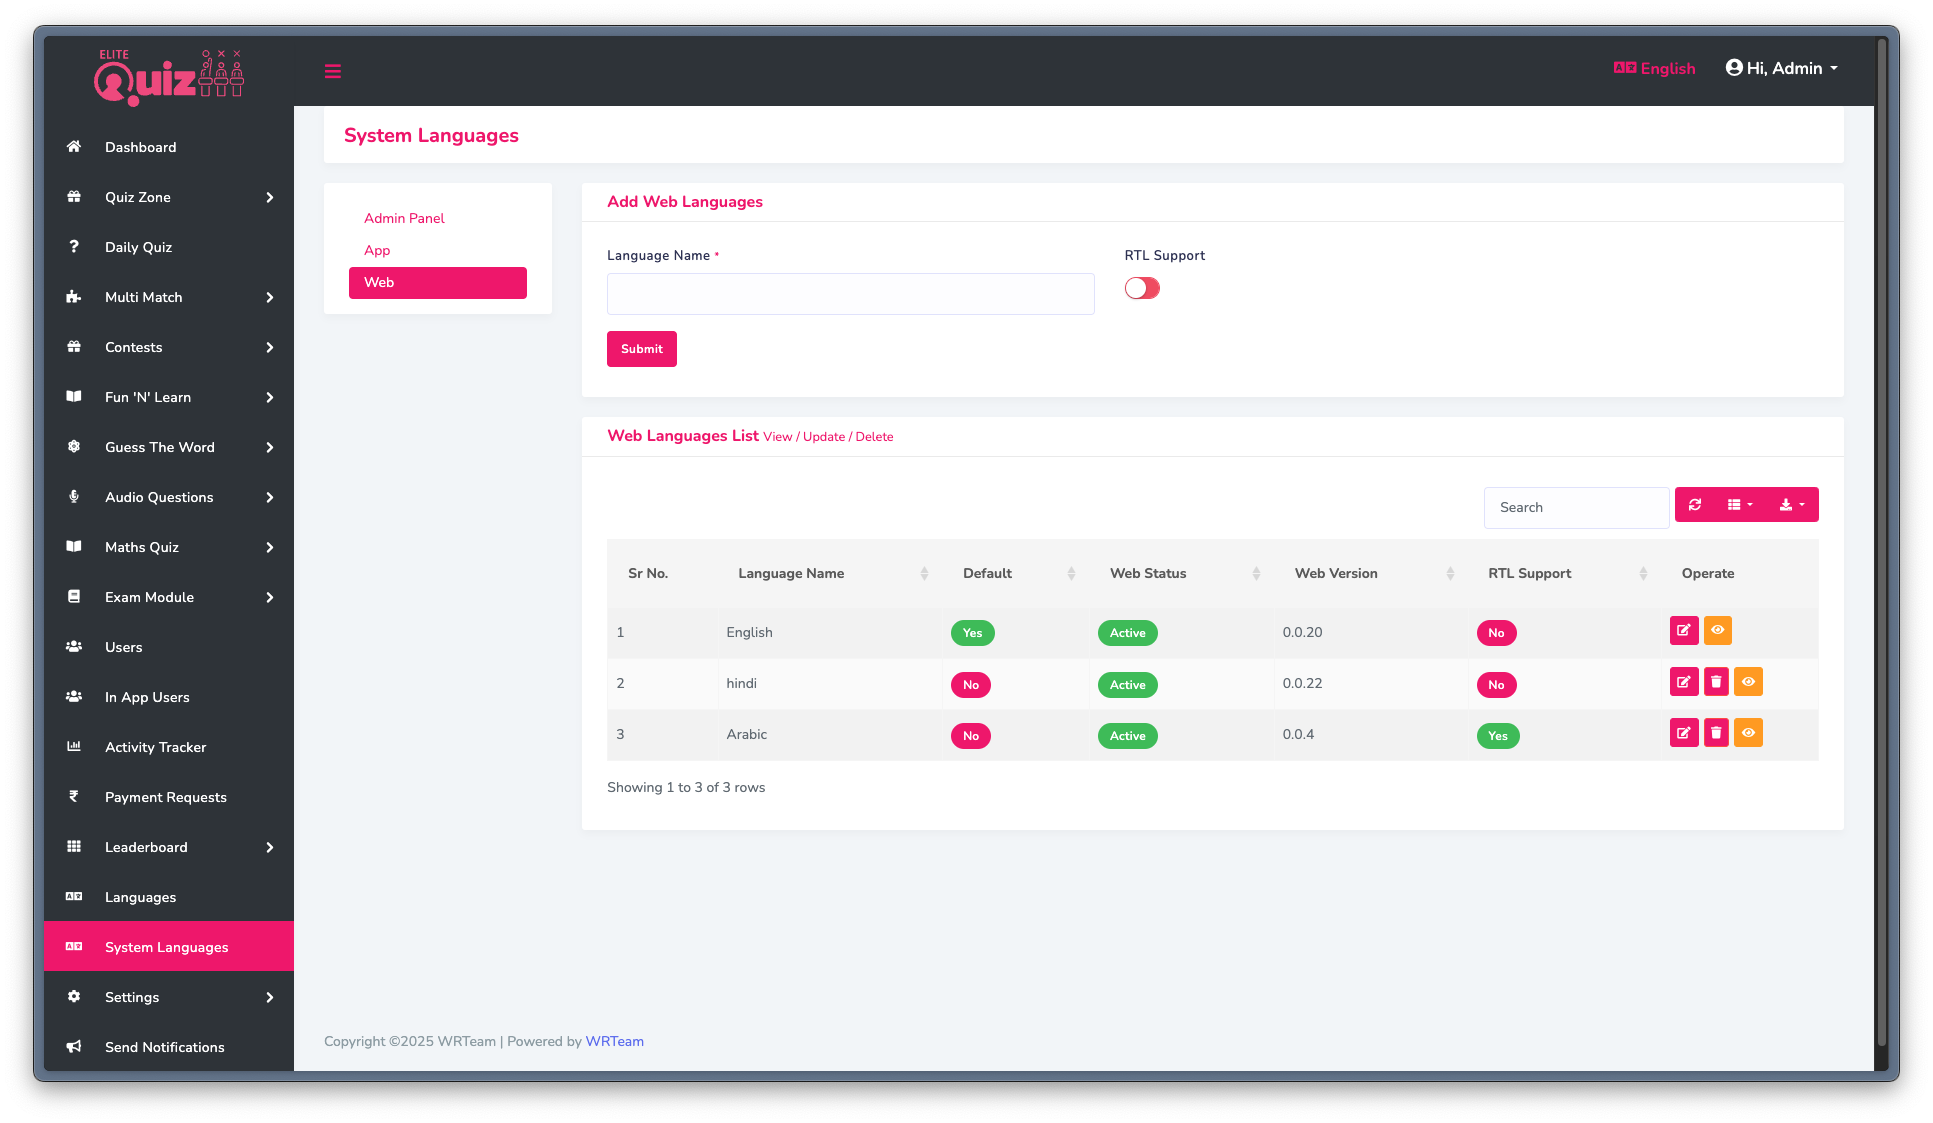 ELITE
Quiz
English
Hi, Admin
Dashboard
Quiz Zone
Daily Quiz
Multi Match
Contests
Fun 'N' Learn
Guess The Word
Audio Questions
Maths Quiz
Exam Module
Users
In App Users
Activity Tracker
Payment Requests
Leaderboard
Languages
System Languages
Settings
Send Notifications
System Languages
Admin Panel
App
Web
Add Web Languages
Language Name *
RTL Support
Submit
Web Languages List View / Update / Delete
Search
Sr No. Language Name Default Web Status Web Version RTL Support Operate
1 English Yes Active 0.0.20 No
2 hindi No Active 0.0.22 No
3 Arabic No Active 0.0.4 Yes
Showing 1 to 3 of 3 rows
Copyright ©2025 WRTeam | Powered by WRTeam